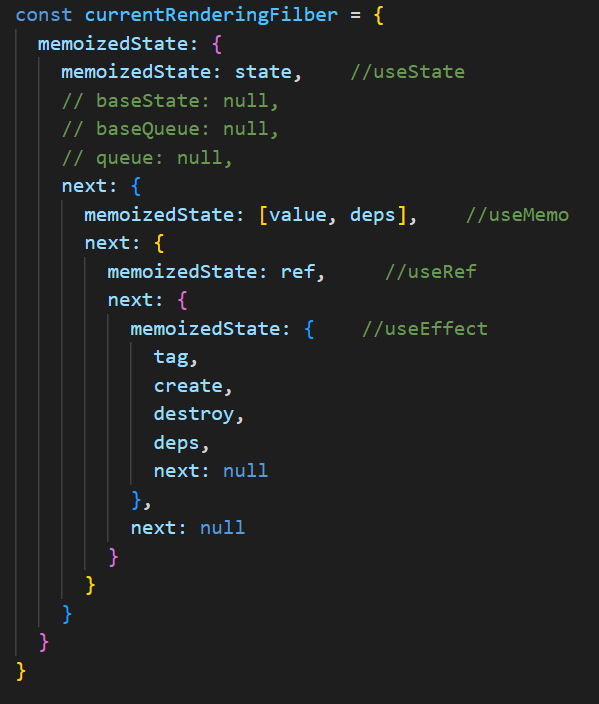 const currentRenderingFilber = {
  memoizedState: {
    memoizedState: state,    //useState
    // baseState: null,
    // baseQueue: null,
    // queue: null,
    next: {
      memoizedState: [value, deps],    //useMemo
      next: {
        memoizedState: ref,     //useRef
        next: {
          memoizedState: {    //useEffect
            tag,
            create,
            destroy,
            deps,
            next: null
          },
          next: null
        }
      }
    }
  }
}